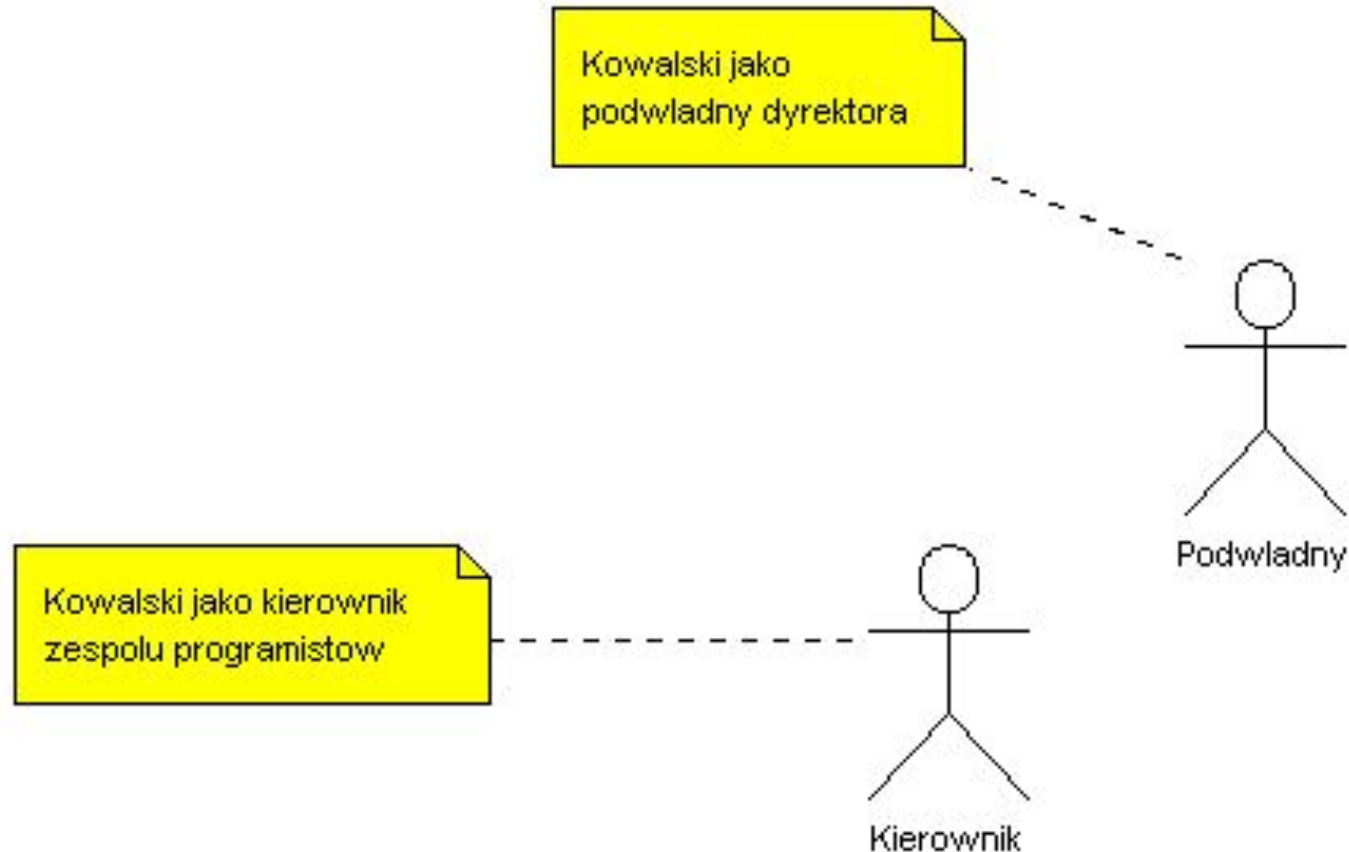 Kowalski jako
podwladny dyrektora
Podwladny
Kowalski jako kierownik
zespolu programistow
Kierownik